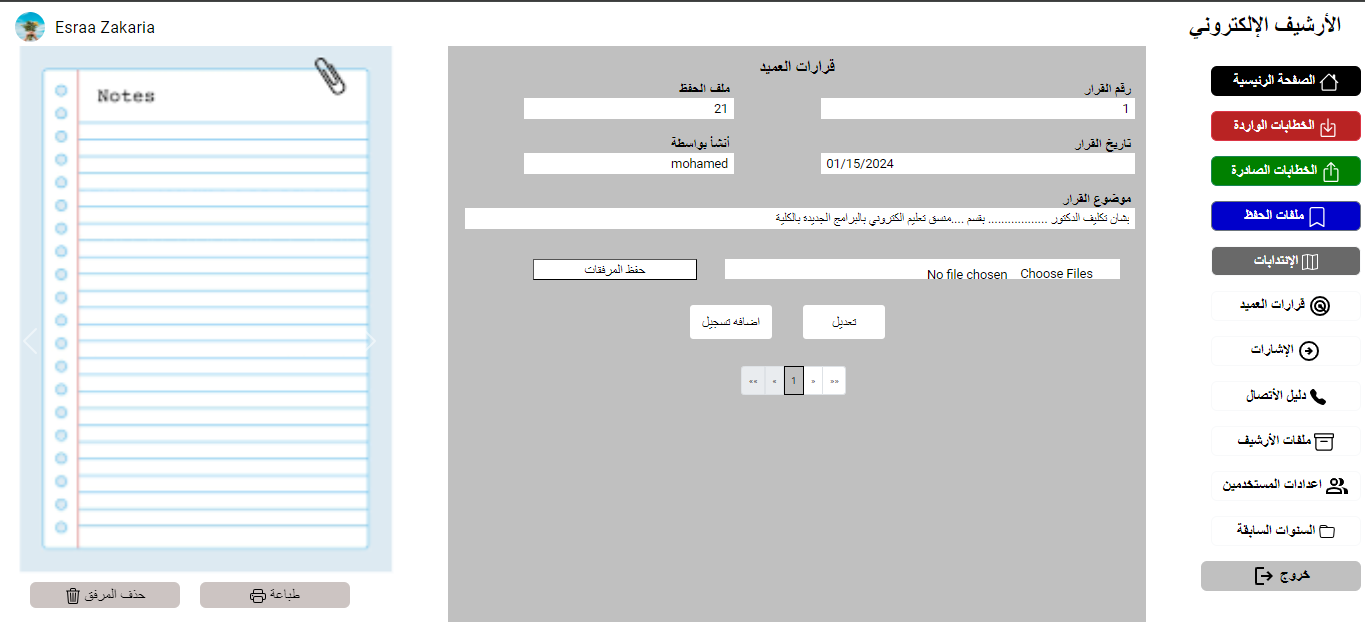 الأرشيف الإلكتروني
Esraa Zakaria
الصفحة الرئيسية
الخطابات الواردة
الخطابات الصادرة
ملفات الحفظ
الإنتدابات
قرارات العميد
الإشارات
دليل الأتصال
ملفات الأرشيف
اعدادات المستخدمين
السنوات السابقة
خروج
قرارات العميد
رقم القرار
ملف الحفظ
1
21
تاريخ القرار
أنشأ بواسطة
01/15/2024
mohamed
موضوع القرار
بشان تكليف الدكتور .................. بقسم ....منسق تعليم الكتروني بالبرامج الجديدة بالكلية
No file chosen Choose Files
حفظ المرفقات
تعديل
اضافه تسجيل
«« « 1 » »»
Notes
طباعة
حذف المرفق